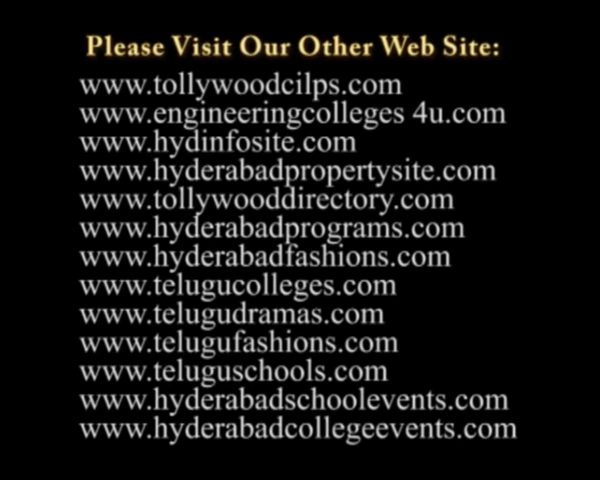 Please Visit Our Other Web Site:
www.tollywoodcilps.com
www.engineeringcolleges 4u.com
www.hydinfosite.com
www.hyderabadpropertysite.com
www.tollywooddirectory.com
www.hyderabadprograms.com
www.hyderabadfashions.com
www.telugucolleges.com
www.telugudramas.com
www.telugufashions.com
www.teluguschools.com
www.hyderabadschoolevents.com
www.hyderabadcollegeevents.com